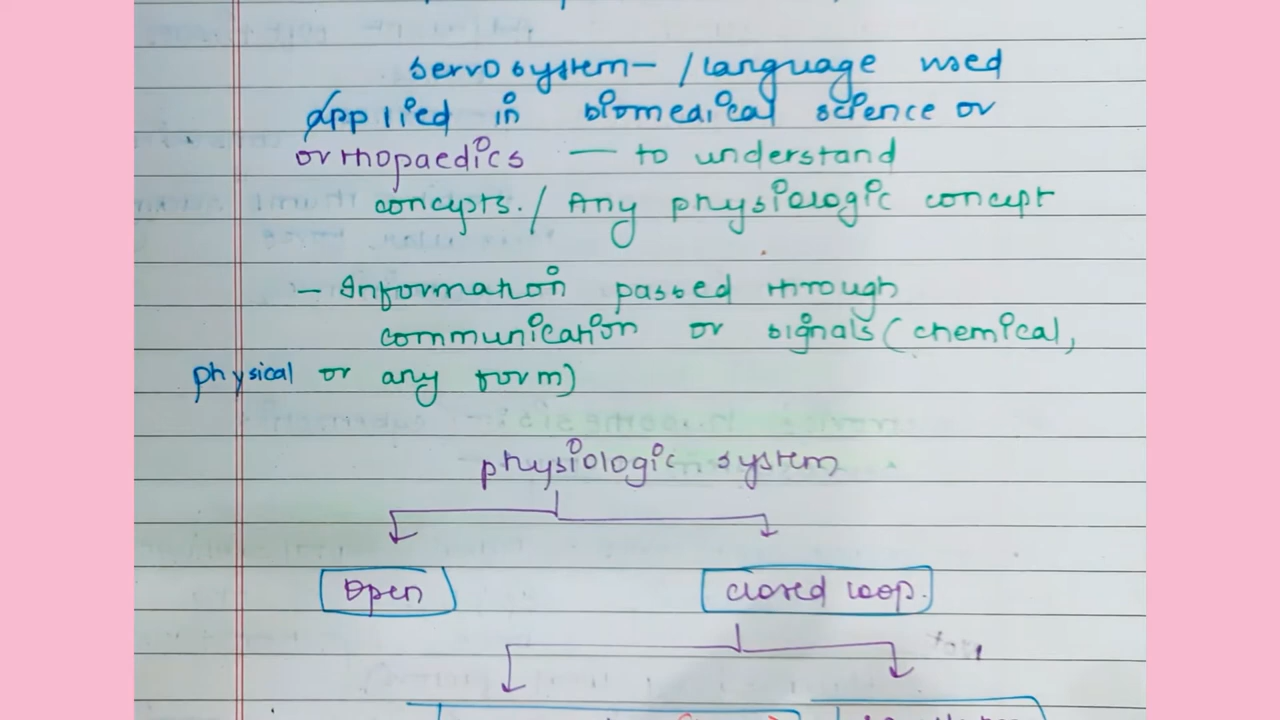 servosystem- / language used
applied in biomedical science or
orthopaedics — to understand
concepts. / Any physiologic concept
- Information passed through
communication or signals (chemical,
physical or any form)
physiologic system
Open
closed loop.